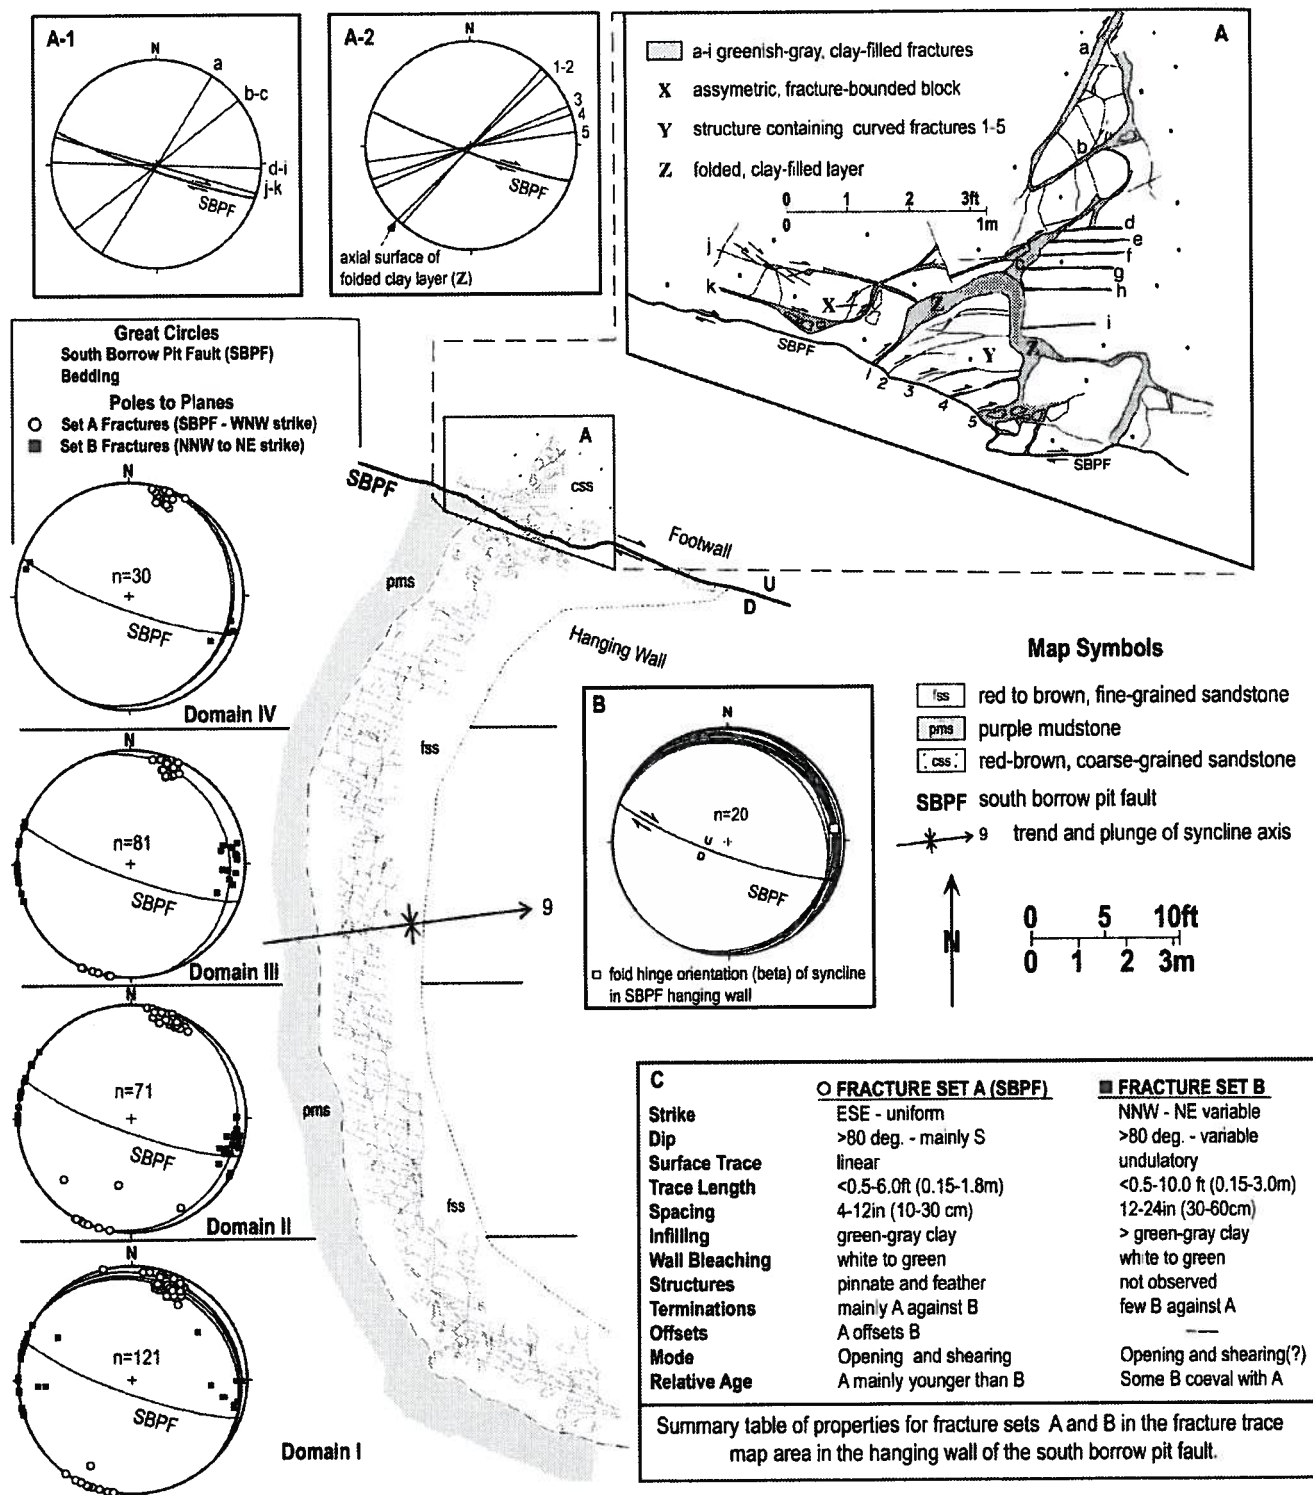 A-1
N
a
b-c
d-i
j-k
SBPF
A-2
1-2
3
4
5
SBPF
axial surface of
folded clay layer (Z)
A
a-i greenish-gray, clay-filled fractures
X assymetric, fracture-bounded block
Y structure containing curved fractures 1-5
Z folded, clay-filled layer
0 1 2 3ft
0 1m
a
b
c
d
e
f
g
h
i
j
k
X
Z
Y
Z
SBPF
1 2 3 4 5
SBPF
Great Circles
South Borrow Pit Fault (SBPF)
Bedding
Poles to Planes
Set A Fractures (SBPF - WNW strike)
Set B Fractures (NNW to NE strike)
N
n=30
SBPF
Domain IV
N
n=81
SBPF
Domain III
N
n=71
SBPF
Domain II
N
n=121
SBPF
Domain I
SBPF
A
css
Footwall
U
D
Hanging Wall
pms
fss
9
pms
fss
B
N
n=20
U
D
SBPF
fold hinge orientation (beta) of syncline
in SBPF hanging wall
Map Symbols
fss red to brown, fine-grained sandstone
pms purple mudstone
css red-brown, coarse-grained sandstone
SBPF south borrow pit fault
9 trend and plunge of syncline axis
N
0 5 10ft
0 1 2 3m
C FRACTURE SET A (SBPF) FRACTURE SET B
Strike ESE - uniform NNW - NE variable
Dip >80 deg. - mainly S >80 deg. - variable
Surface Trace linear undulatory
Trace Length <0.5-6.0ft (0.15-1.8m) <0.5-10.0 ft (0.15-3.0m)
Spacing 4-12in (10-30 cm) 12-24in (30-60cm)
Infilling green-gray clay > green-gray clay
Wall Bleaching white to green white to green
Structures pinnate and feather not observed
Terminations mainly A against B few B against A
Offsets A offsets B ---
Mode Opening and shearing Opening and shearing(?)
Relative Age A mainly younger than B Some B coeval with A
Summary table of properties for fracture sets A and B in the fracture trace
map area in the hanging wall of the south borrow pit fault.